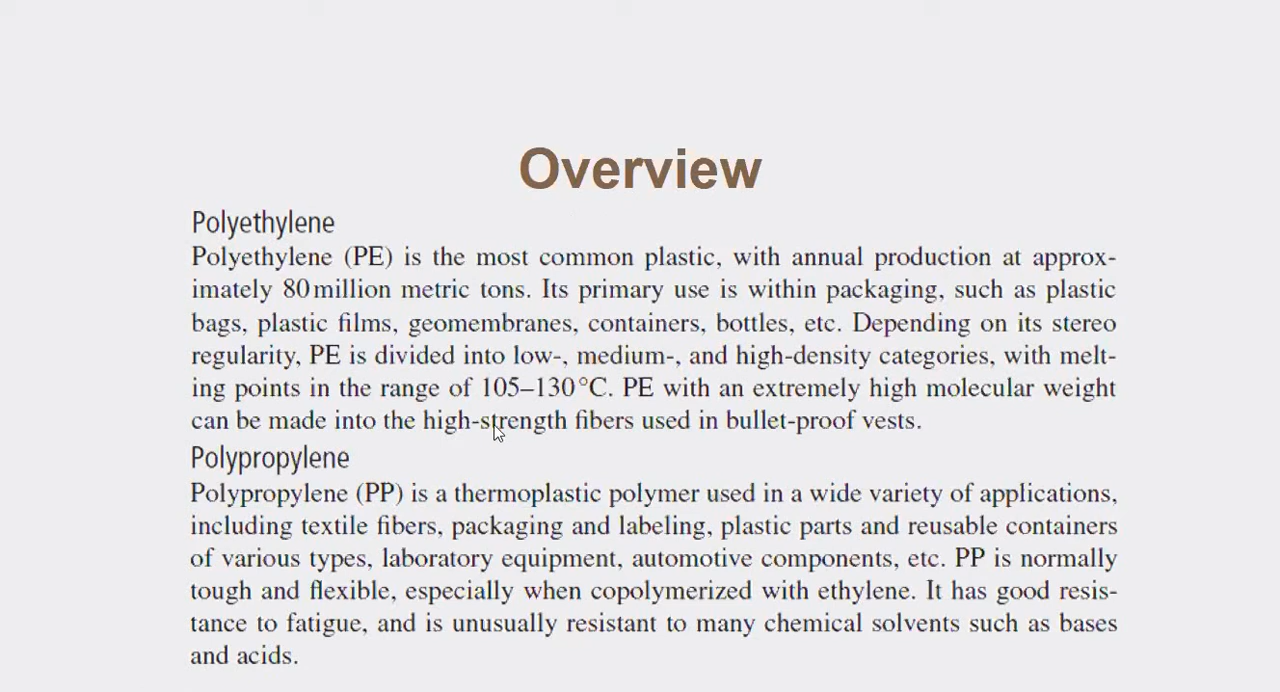 Overview
Polyethylene
Polyethylene (PE) is the most common plastic, with annual production at approx-
imately 80 million metric tons. Its primary use is within packaging, such as plastic
bags, plastic films, geomembranes, containers, bottles, etc. Depending on its stereo
regularity, PE is divided into low-, medium-, and high-density categories, with melt-
ing points in the range of 105–130 °C. PE with an extremely high molecular weight
can be made into the high-strength fibers used in bullet-proof vests.
Polypropylene
Polypropylene (PP) is a thermoplastic polymer used in a wide variety of applications,
including textile fibers, packaging and labeling, plastic parts and reusable containers
of various types, laboratory equipment, automotive components, etc. PP is normally
tough and flexible, especially when copolymerized with ethylene. It has good resis-
tance to fatigue, and is unusually resistant to many chemical solvents such as bases
and acids.